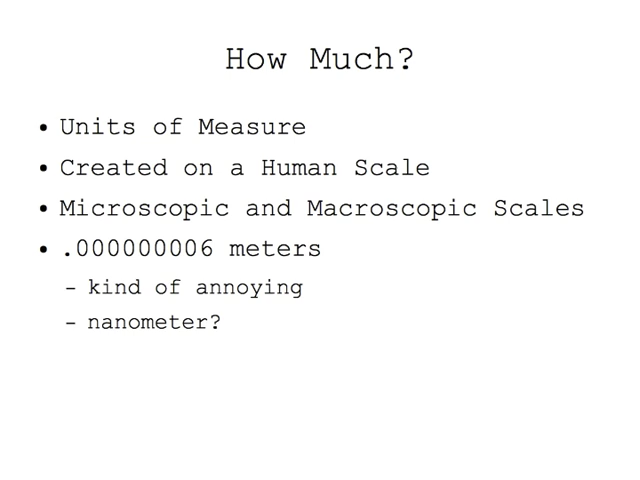 How Much?
• Units of Measure
• Created on a Human Scale
• Microscopic and Macroscopic Scales
• .000000006 meters
– kind of annoying
– nanometer?